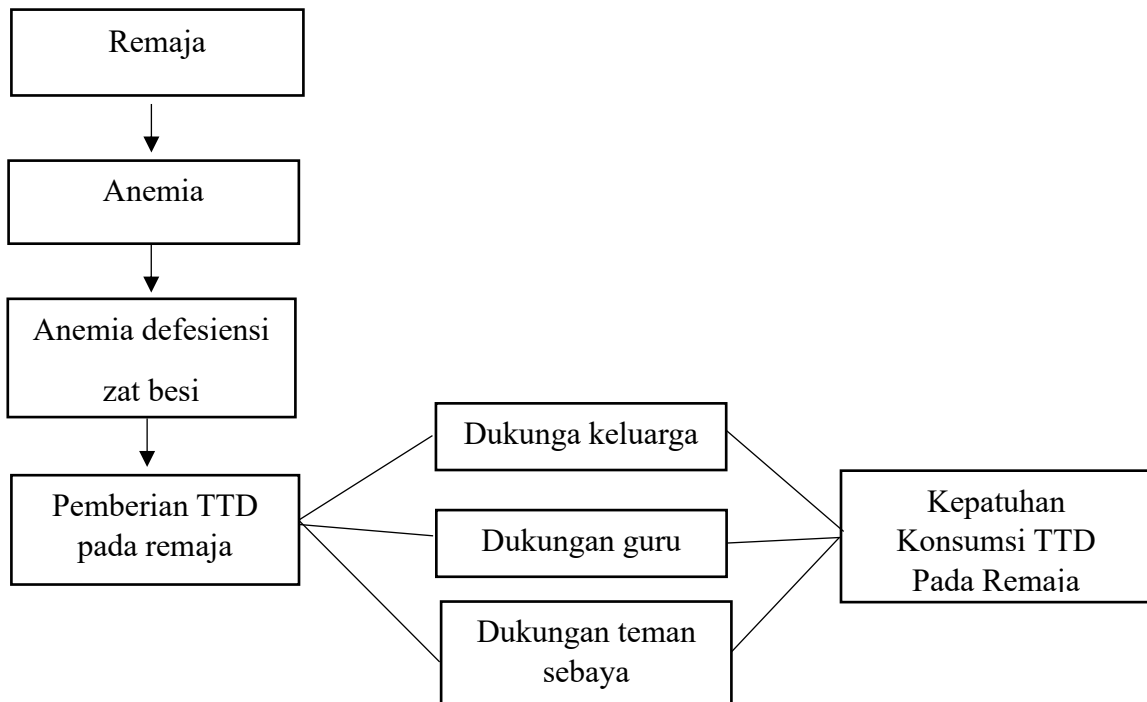 Remaja
Anemia
Anemia defesiensi
zat besi
Pemberian TTD
pada remaja
Dukunga keluarga
Dukungan guru
Dukungan teman
sebaya
Kepatuhan
Konsumsi TTD
Pada Remaja